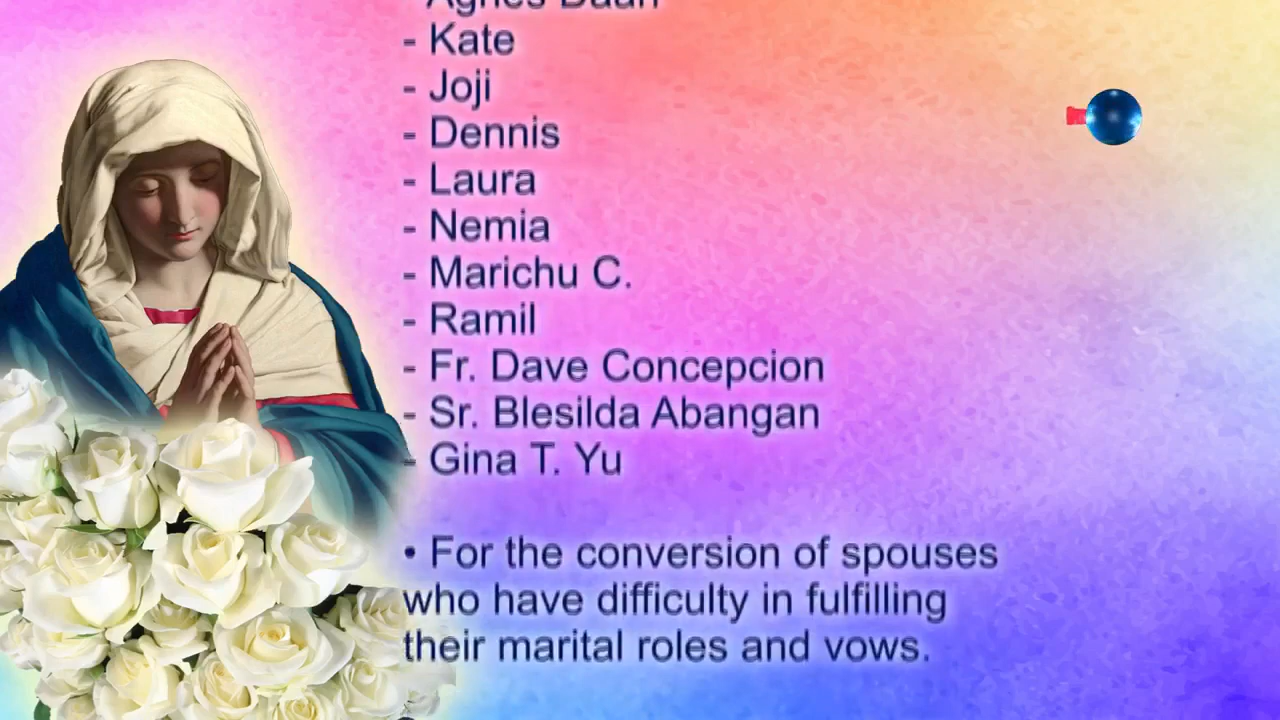 - Kate
- Joji
- Dennis
- Laura
- Nemia
- Marichu C.
- Ramil
- Fr. Dave Concepcion
- Sr. Blesilda Abangan
- Gina T. Yu
• For the conversion of spouses
who have difficulty in fulfilling
their marital roles and vows.